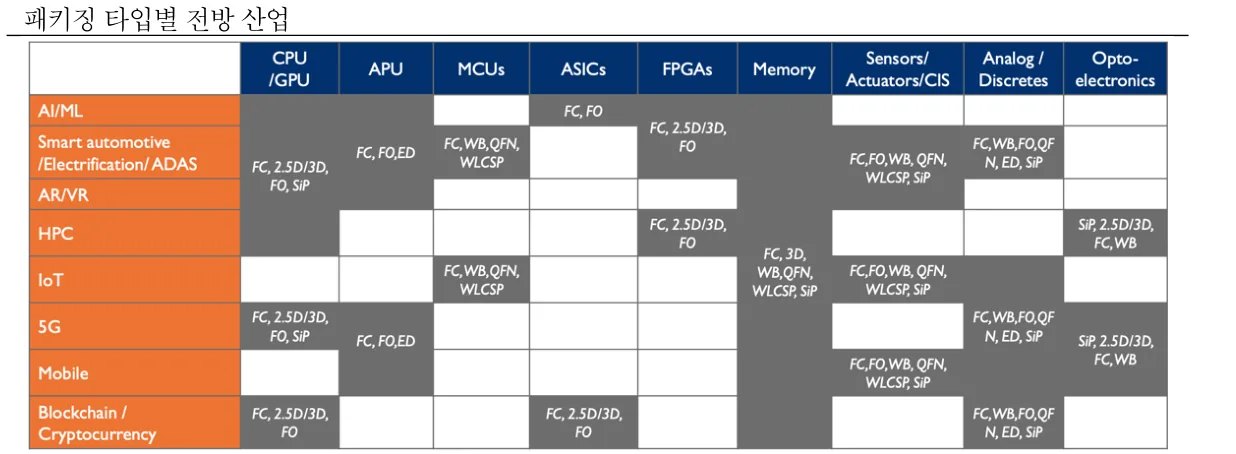 패키징 타입별 전방 산업
CPU
/GPU
APU
MCUs
ASICs
FPGAs
Memory
Sensors/
Actuators/CIS
Analog /
Discretes
Opto-
electronics
AI/ML
FC, FO
Smart automotive
/Electrification/ ADAS
FC, 2.5D/3D,
FO, SiP
FC, FO,ED
FC,WB,QFN,
WLCSP
FC, 2.5D/3D,
FO
FC,FO,WB, QFN,
WLCSP, SiP
FC,WB,FO,QF
N, ED, SiP
AR/VR
HPC
FC, 2.5D/3D,
FO
SiP, 2.5D/3D,
FC,WB
FC, 3D,
WB,QFN,
WLCSP, SiP
IoT
FC,WB,QFN,
WLCSP
FC,FO,WB, QFN,
WLCSP, SiP
5G
FC, 2.5D/3D,
FO, SiP
FC, FO,ED
FC,WB,FO,QF
N, ED, SiP
SiP, 2.5D/3D,
FC,WB
Mobile
FC,FO,WB, QFN,
WLCSP, SiP
Blockchain /
Cryptocurrency
FC, 2.5D/3D,
FO
FC, 2.5D/3D,
FO
FC,WB,FO,QF
N, ED, SiP